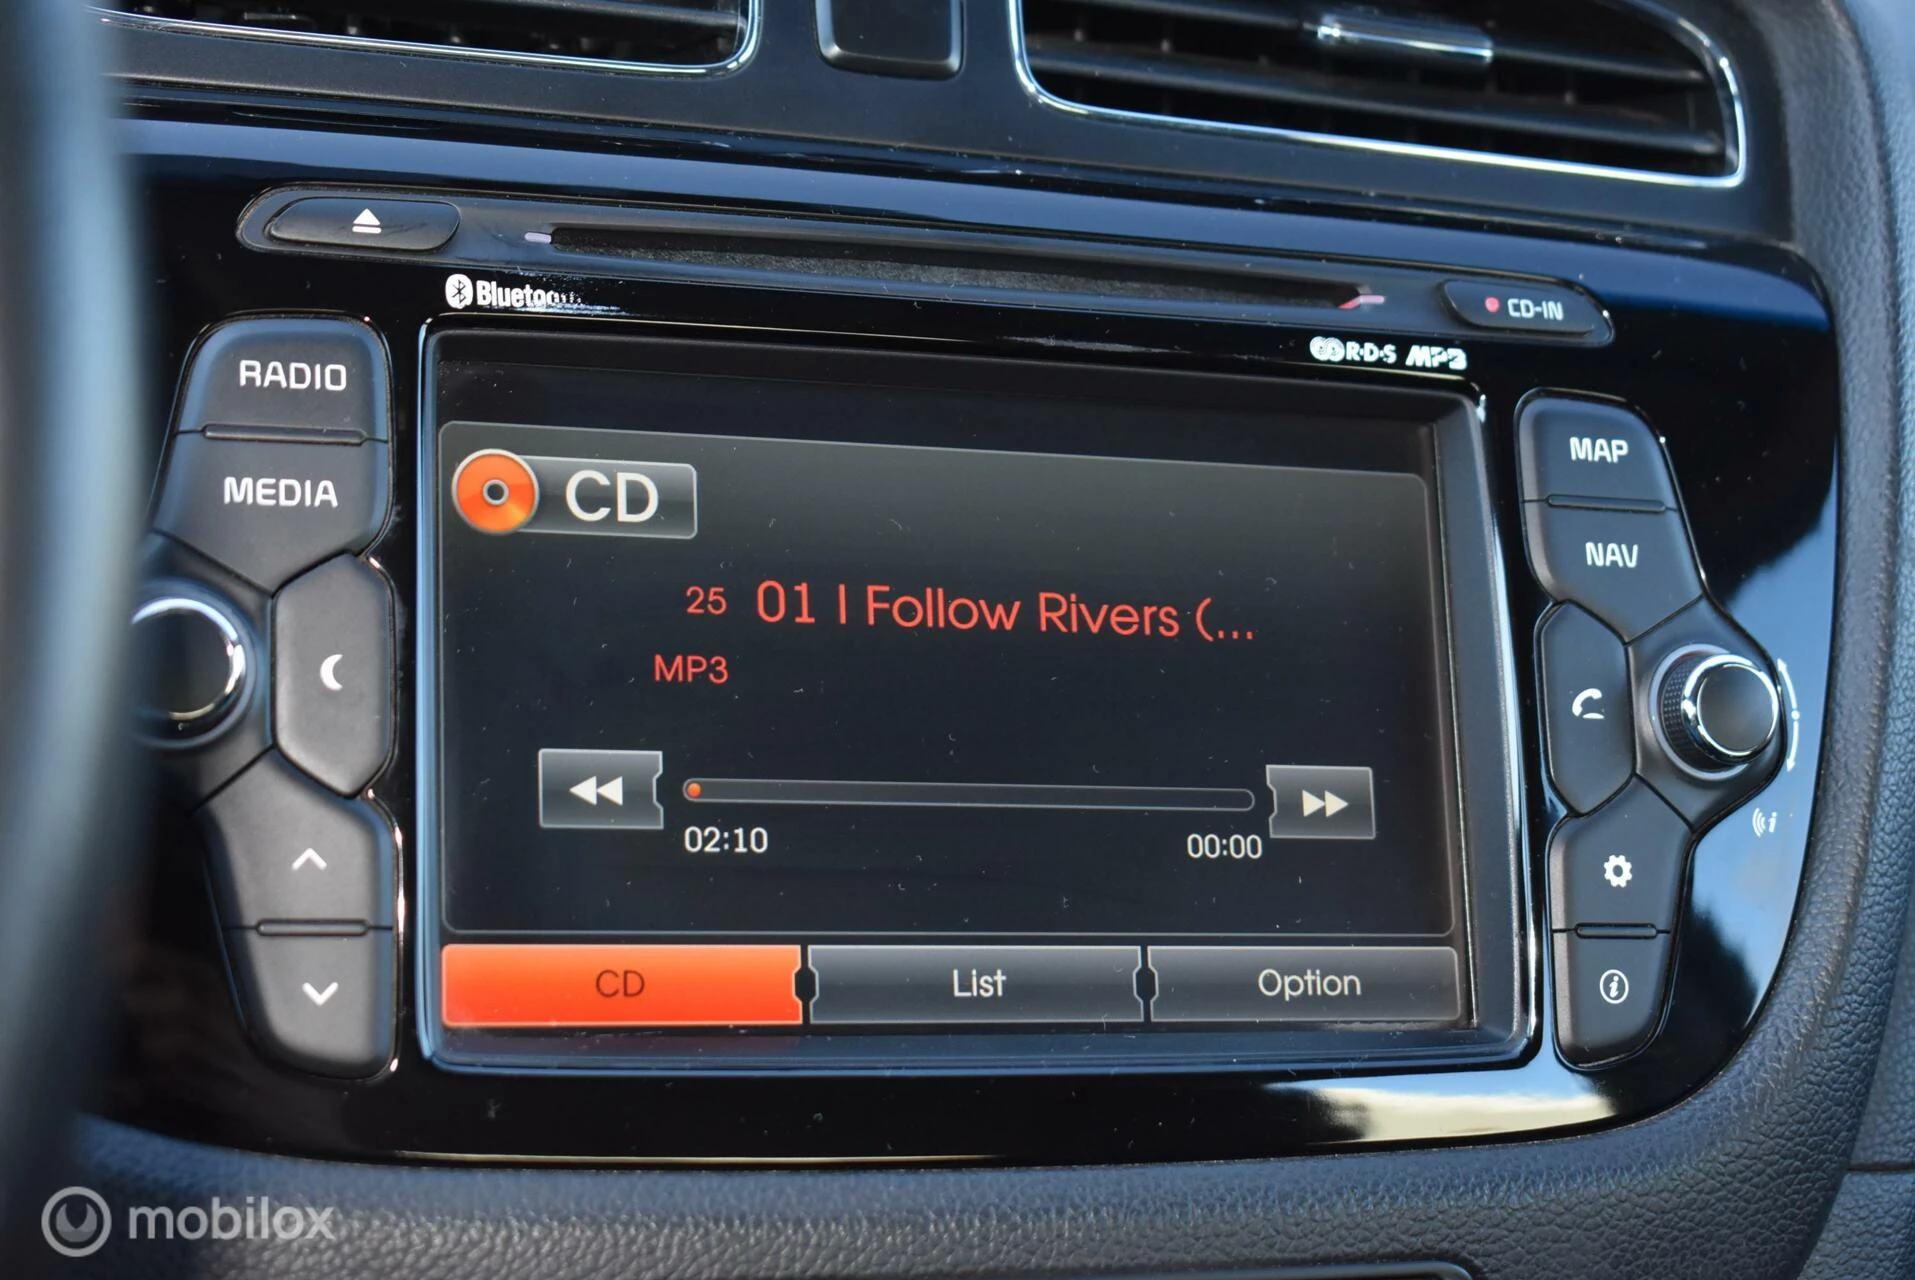 Bluetooth
CD-IN
R·D·S MP3
RADIO
MEDIA
MAP
NAV
CD
25 01 I Follow Rivers (...
MP3
02:10
00:00
CD
List
Option
mobilox